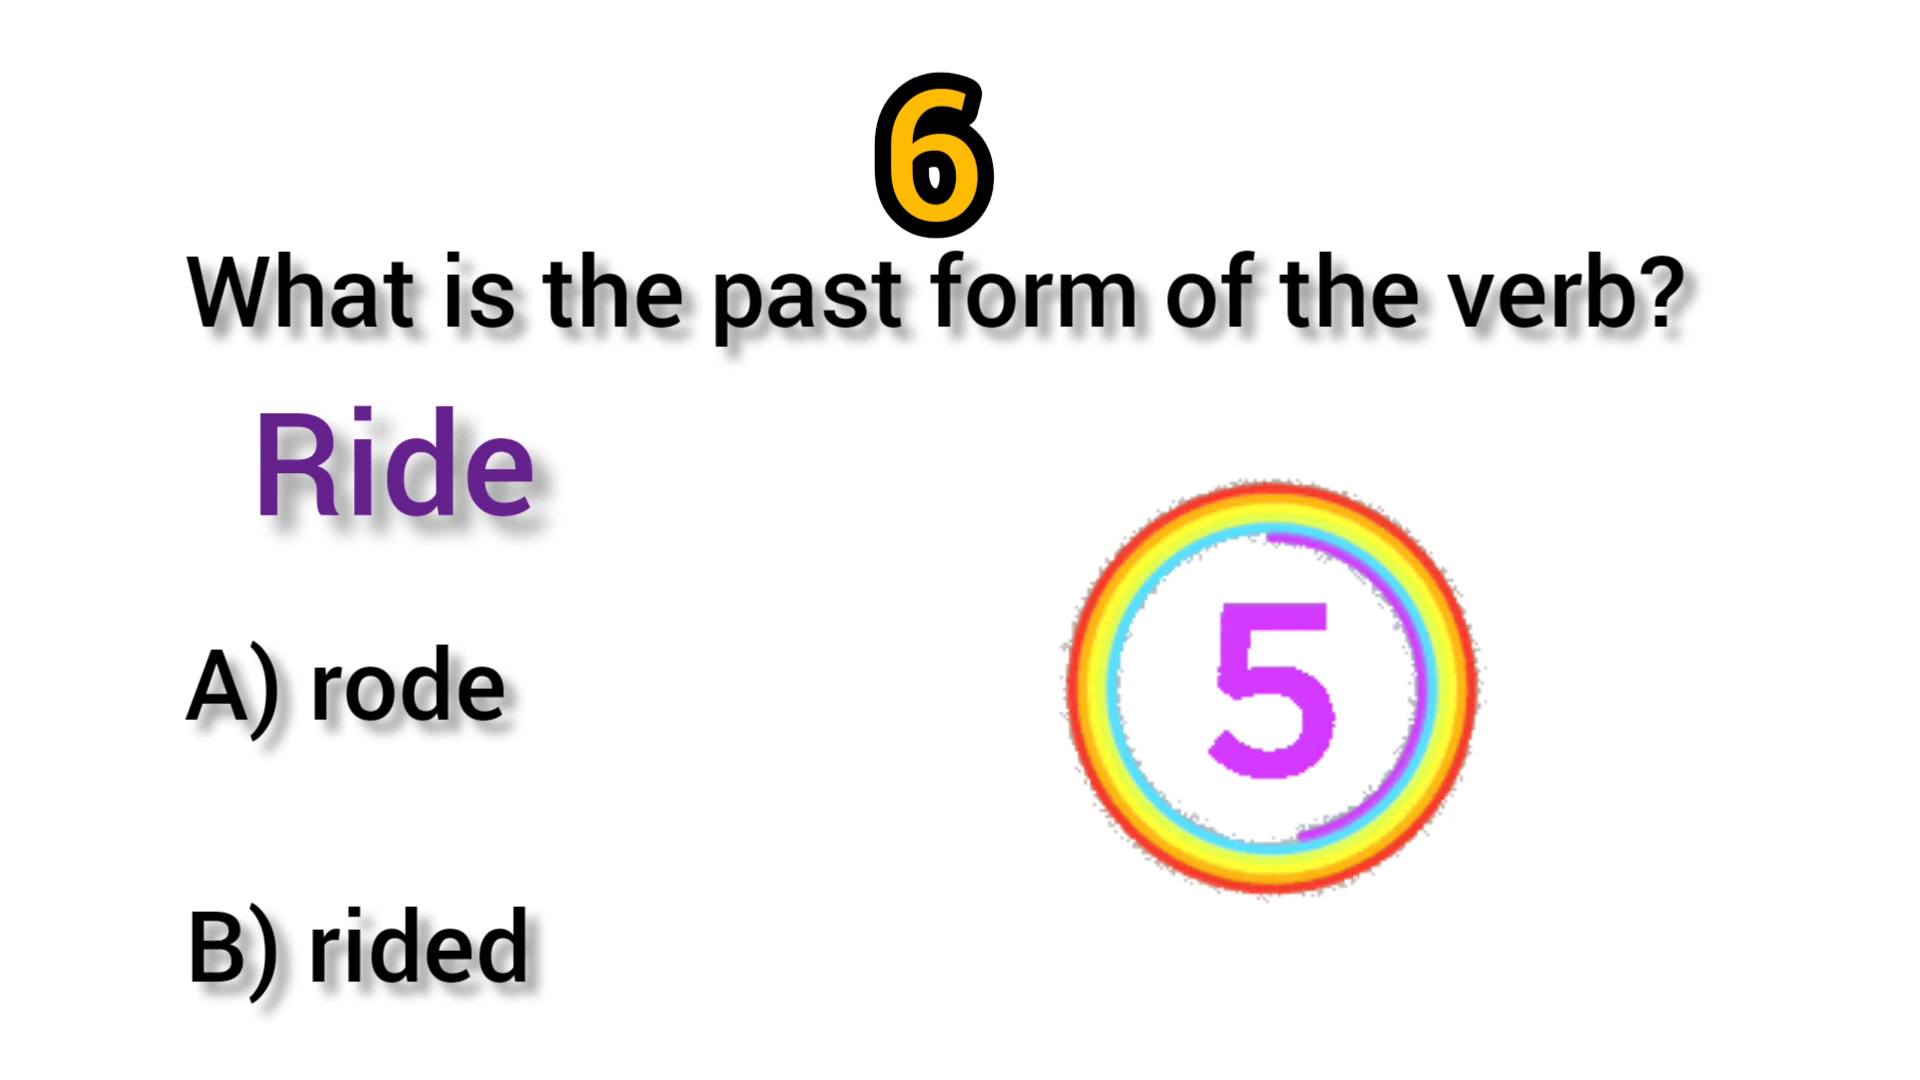 6
What is the past form of the verb?
Ride
5
A) rode
B) rided